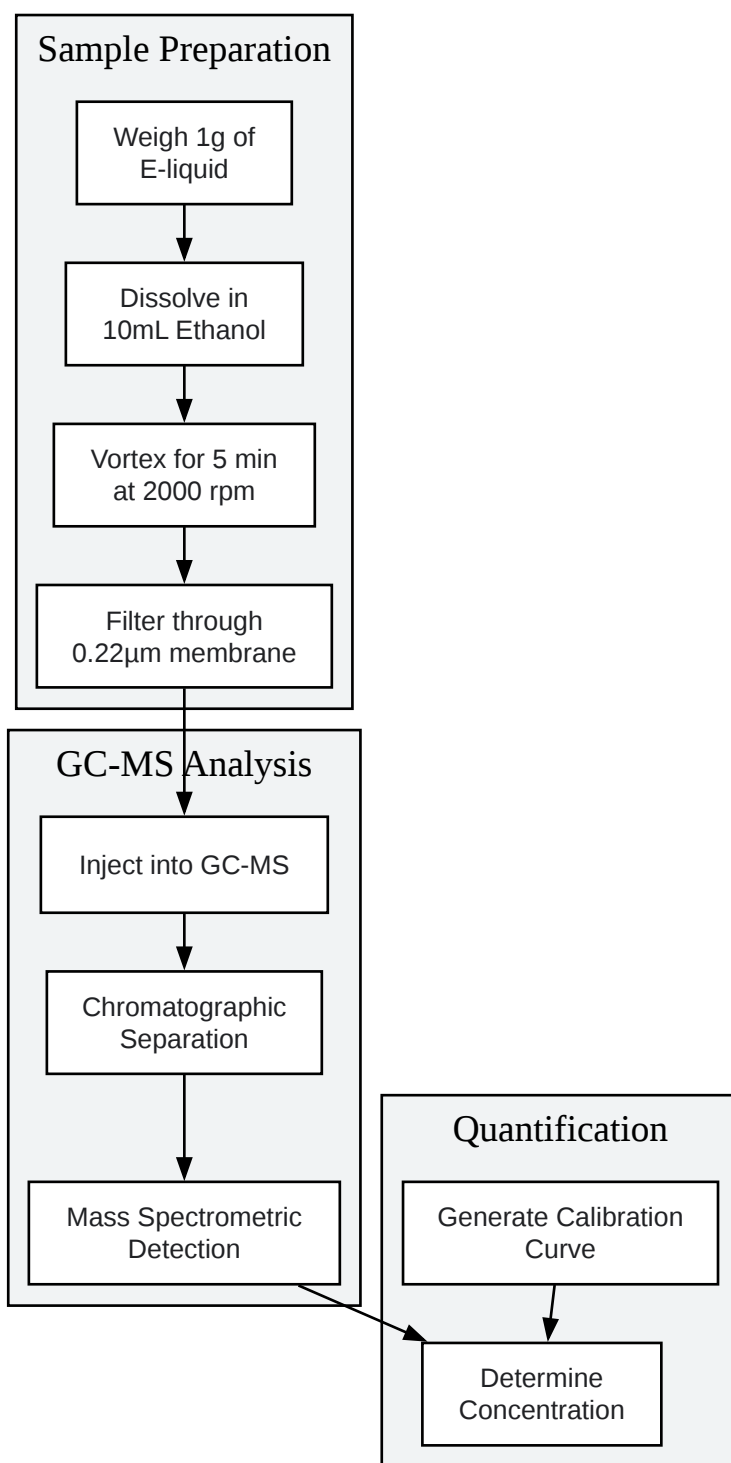 Sample Preparation
Weigh 1g of
E-liquid
Dissolve in
10mL Ethanol
Vortex for 5 min
at 2000 rpm
Filter through
0.22µm membrane
GC-MS Analysis
Inject into GC-MS
Chromatographic
Separation
Mass Spectrometric
Detection
Quantification
Generate Calibration
Curve
Determine
Concentration